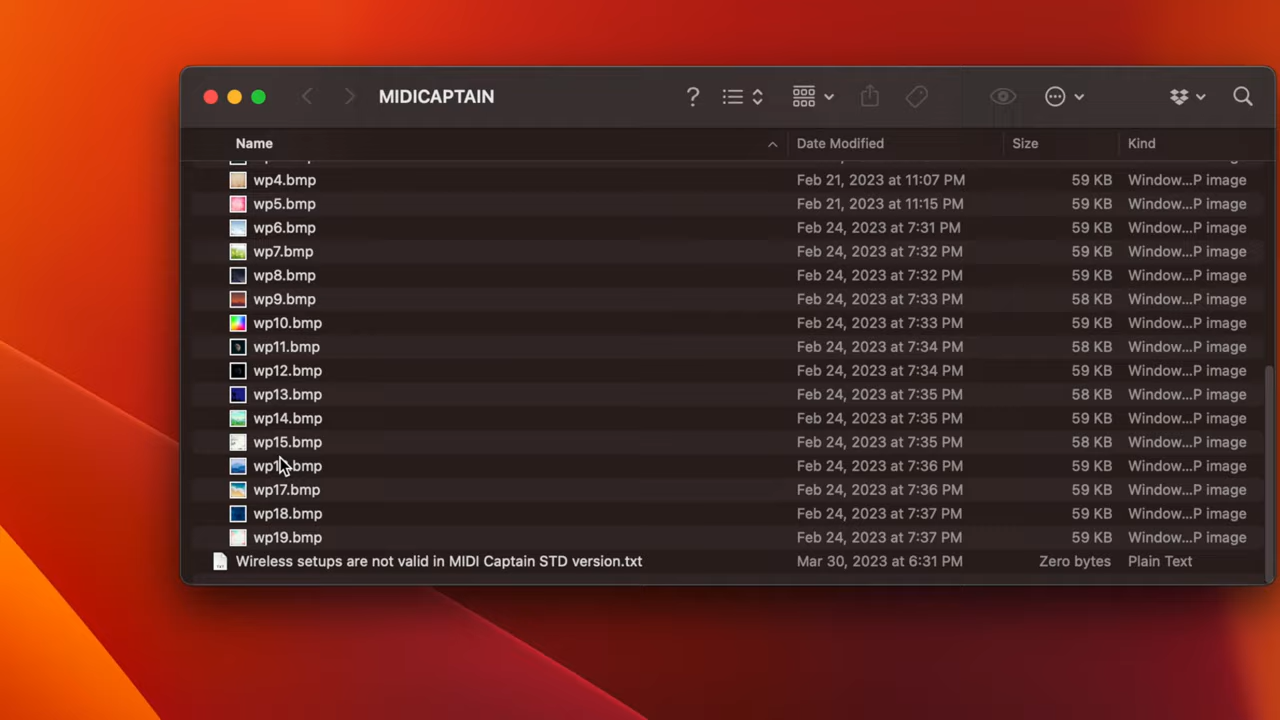 MIDICAPTAIN
Name Date Modified Size Kind
wp4.bmp Feb 21, 2023 at 11:07 PM 59 KB Window...P image
wp5.bmp Feb 21, 2023 at 11:15 PM 59 KB Window...P image
wp6.bmp Feb 24, 2023 at 7:31 PM 59 KB Window...P image
wp7.bmp Feb 24, 2023 at 7:32 PM 59 KB Window...P image
wp8.bmp Feb 24, 2023 at 7:32 PM 59 KB Window...P image
wp9.bmp Feb 24, 2023 at 7:33 PM 58 KB Window...P image
wp10.bmp Feb 24, 2023 at 7:33 PM 59 KB Window...P image
wp11.bmp Feb 24, 2023 at 7:34 PM 58 KB Window...P image
wp12.bmp Feb 24, 2023 at 7:34 PM 59 KB Window...P image
wp13.bmp Feb 24, 2023 at 7:35 PM 58 KB Window...P image
wp14.bmp Feb 24, 2023 at 7:35 PM 59 KB Window...P image
wp15.bmp Feb 24, 2023 at 7:35 PM 58 KB Window...P image
Feb 24, 2023 at 7:36 PM 59 KB Window...P image
wp17.bmp Feb 24, 2023 at 7:36 PM 59 KB Window...P image
wp18.bmp Feb 24, 2023 at 7:37 PM 59 KB Window...P image
wp19.bmp Feb 24, 2023 at 7:37 PM 59 KB Window...P image
Wireless setups are not valid in MIDI Captain STD version.txt Mar 30, 2023 at 6:31 PM Zero bytes Plain Text